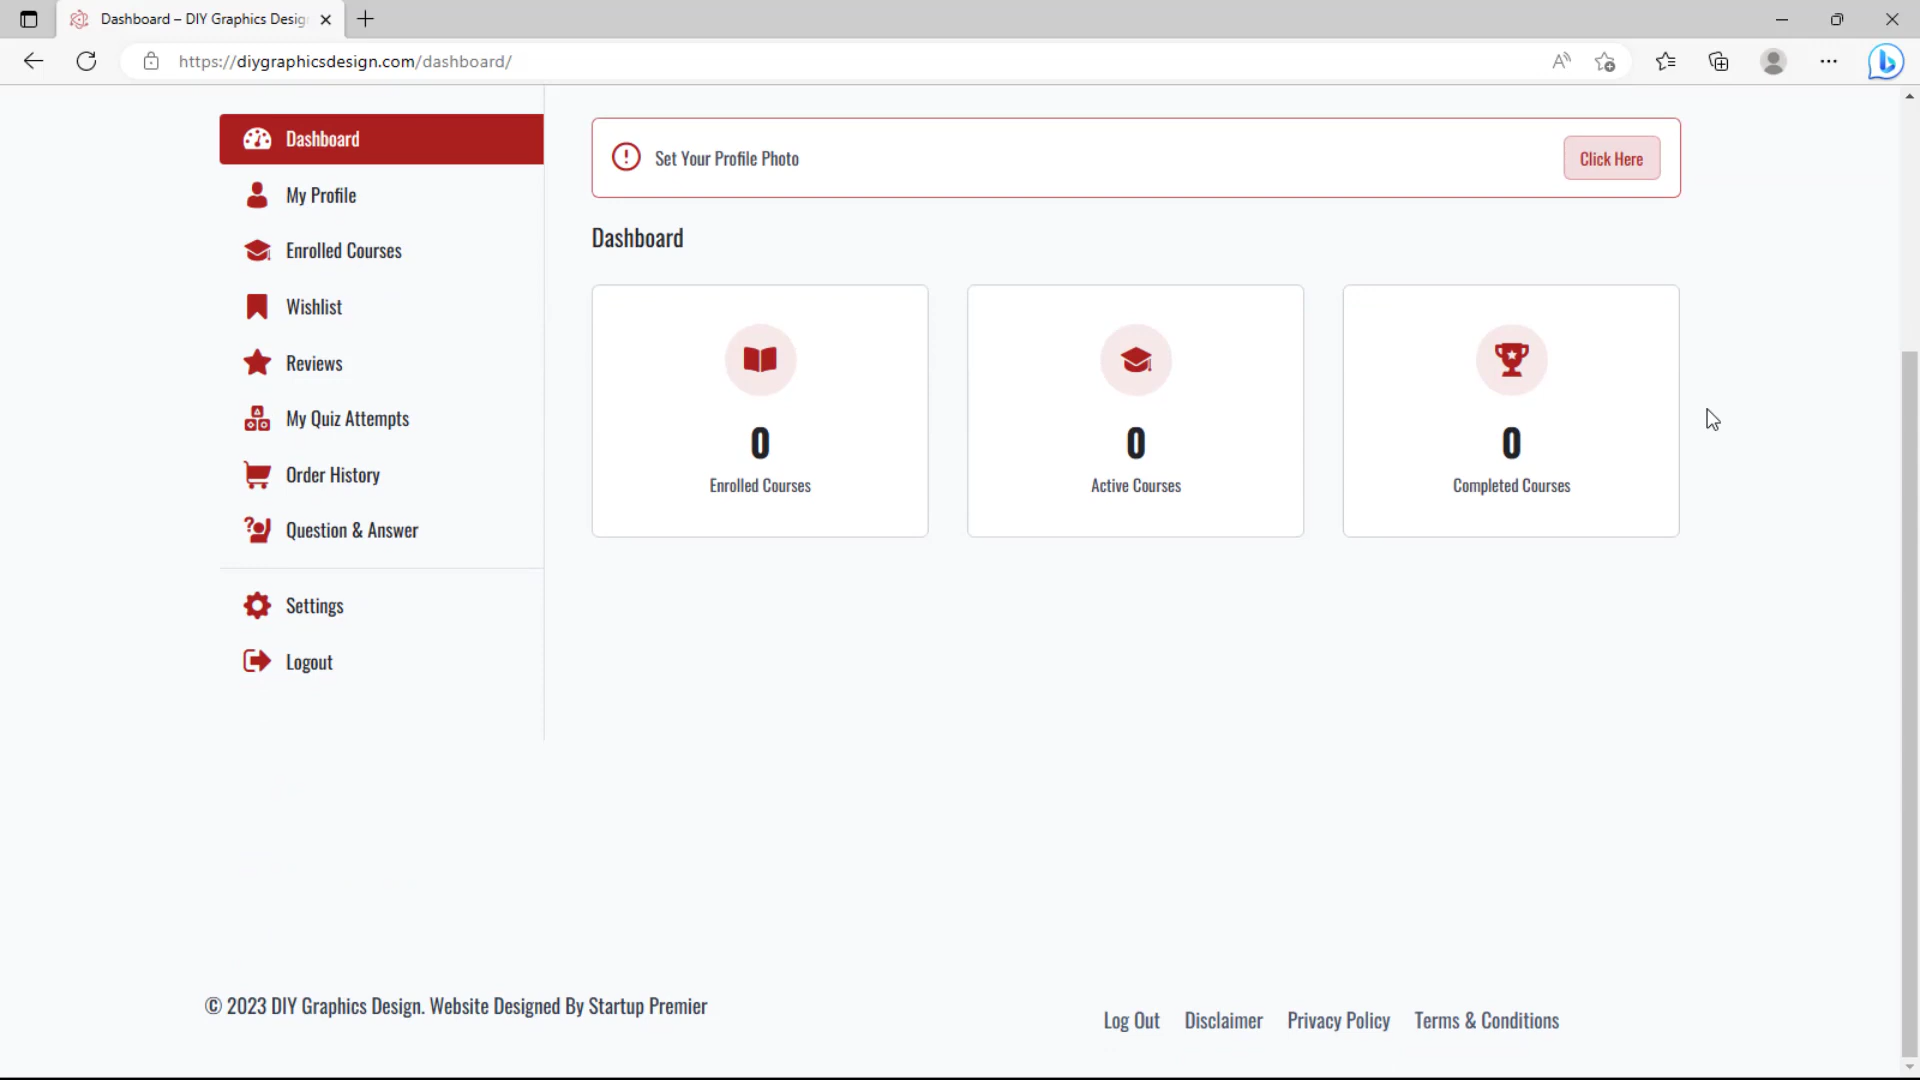 Dashboard – DIY Graphics Desig
https://diygraphicsdesign.com/dashboard/
Dashboard
My Profile
Enrolled Courses
Wishlist
Reviews
My Quiz Attempts
Order History
Question & Answer
Settings
Logout
Set Your Profile Photo
Click Here
Dashboard
0
Enrolled Courses
0
Active Courses
0
Completed Courses
© 2023 DIY Graphics Design. Website Designed By Startup Premier
Log Out Disclaimer Privacy Policy Terms & Conditions